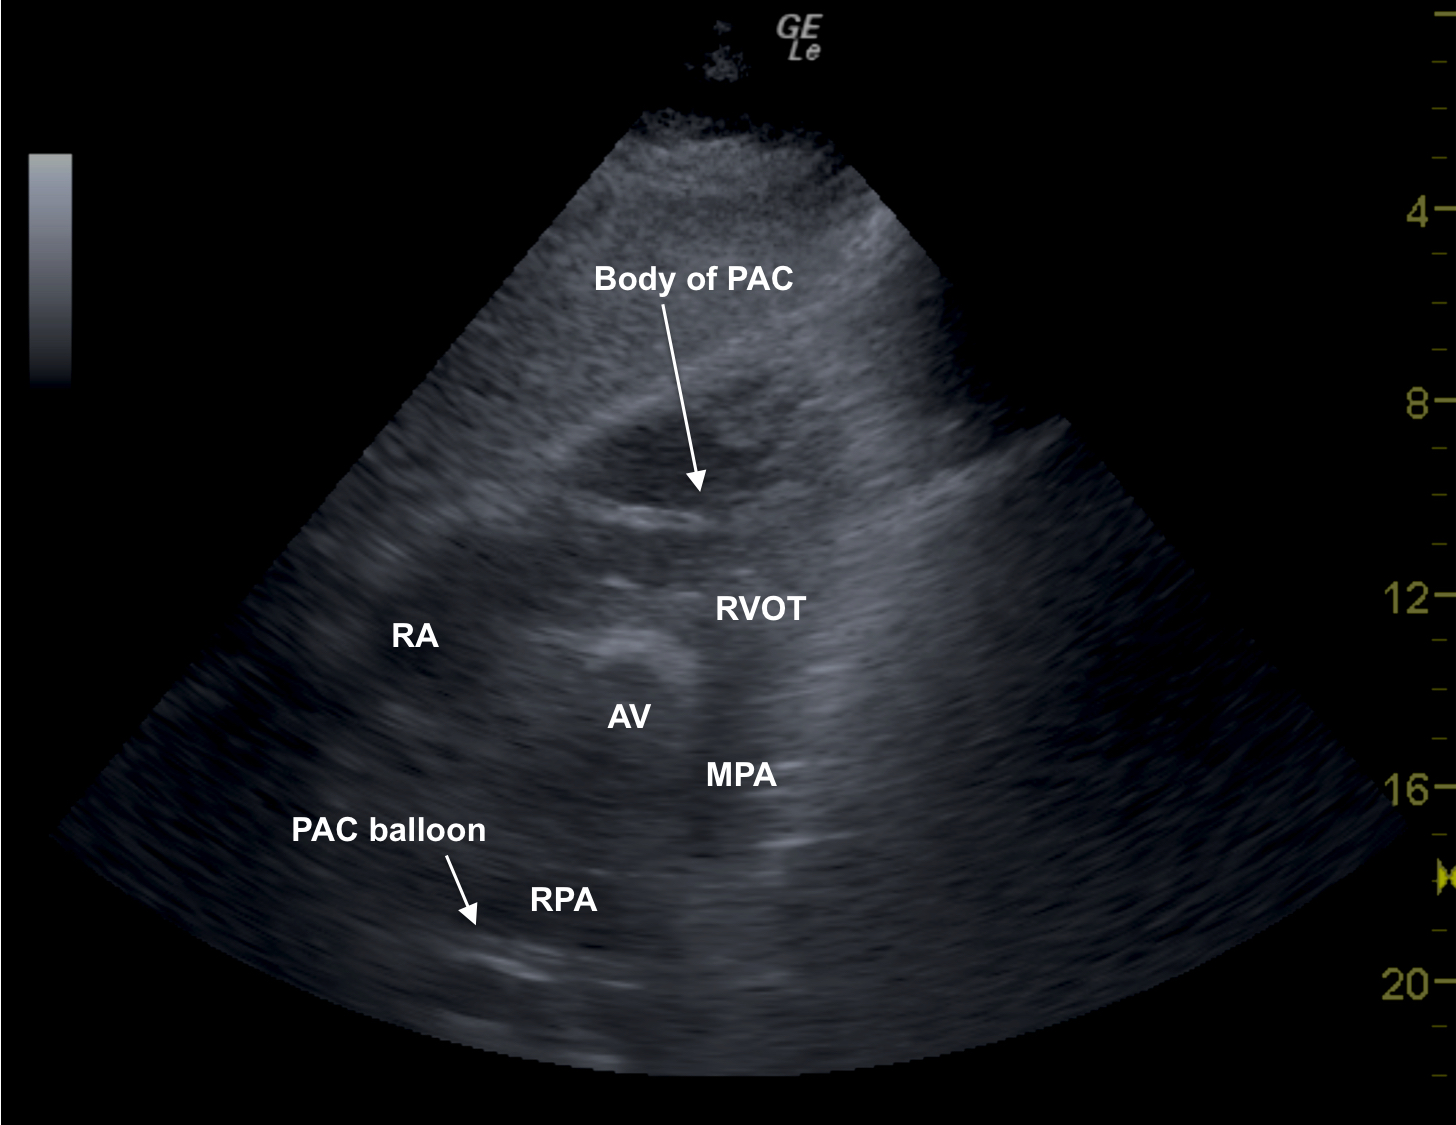 GE
Le
4
Body of PAC
8
12
RVOT
RA
AV
MPA
16
PAC balloon
RPA
20